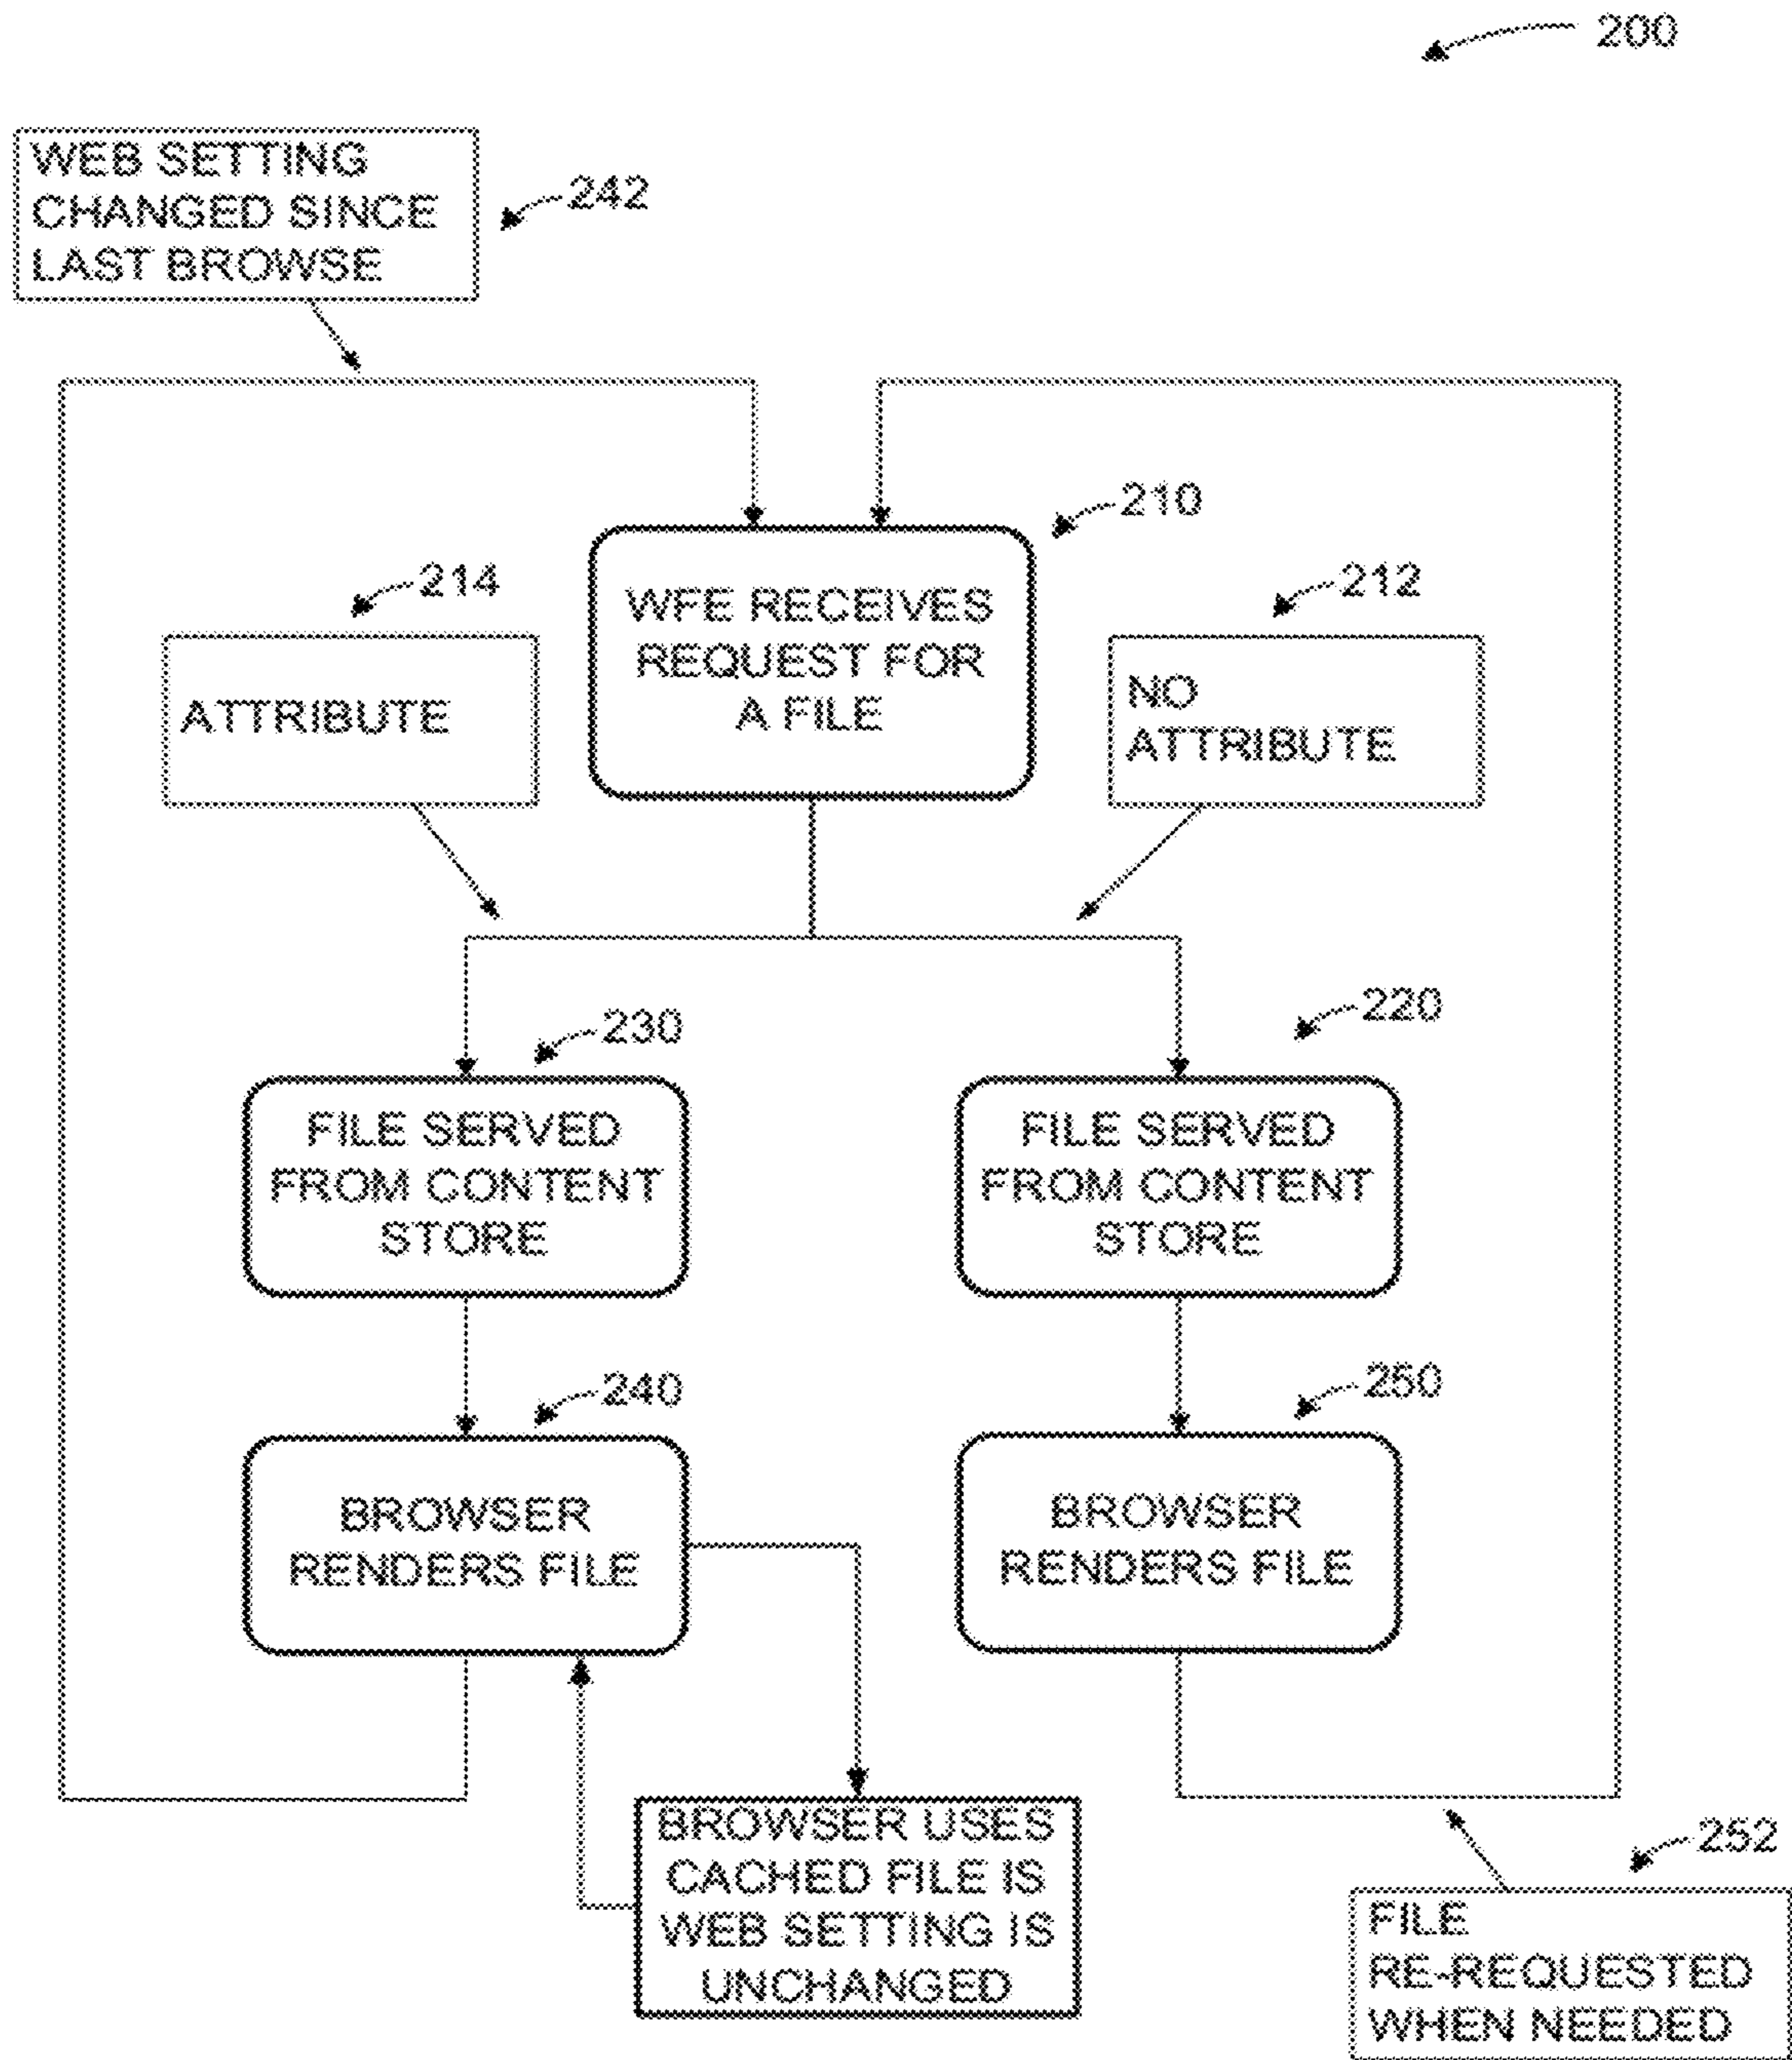 200
WEB SETTING
CHANGED SINCE
LAST BROWSE
242
210
214
212
WFE RECEIVES
REQUEST FOR
A FILE
ATTRIBUTE
NO
ATTRIBUTE
230
220
FILE SERVED
FROM CONTENT
STORE
FILE SERVED
FROM CONTENT
STORE
240
250
BROWSER
RENDERS FILE
BROWSER
RENDERS FILE
BROWSER USES
CACHED FILE IS
WEB SETTING IS
UNCHANGED
252
FILE
RE-REQUESTED
WHEN NEEDED